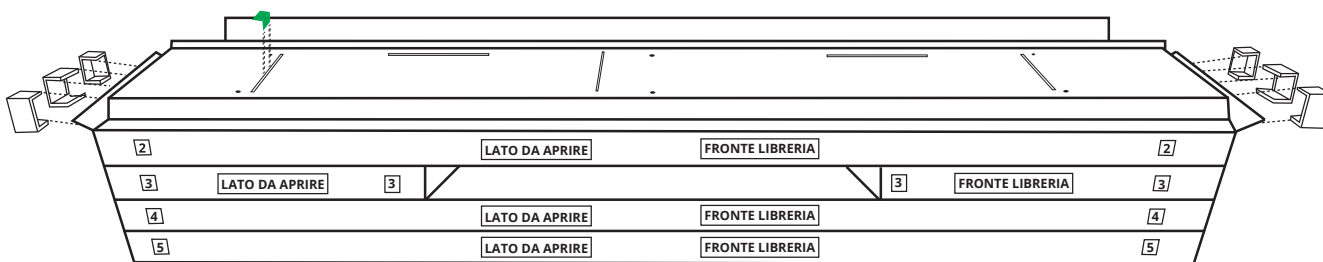 2 LATO DA APRIRE FRONTE LIBRERIA 2
3 LATO DA APRIRE 3 3 FRONTE LIBRERIA 3
4 LATO DA APRIRE FRONTE LIBRERIA 4
5 LATO DA APRIRE FRONTE LIBRERIA 5